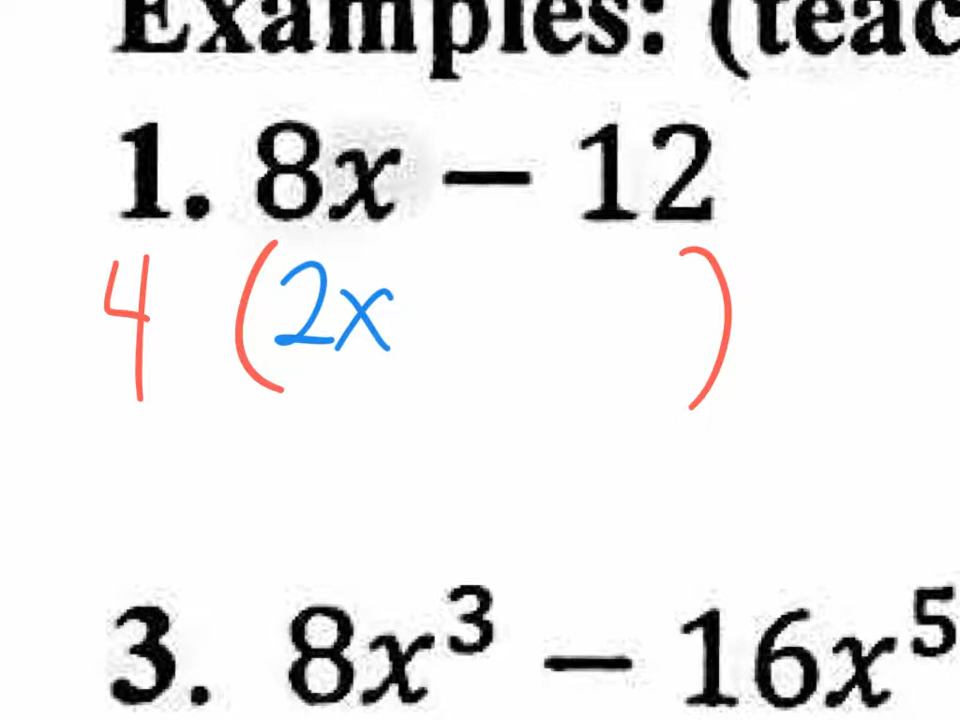 Examples: (teac
1. 8x − 12
4 (2x )
3. 8x³ − 16x⁵